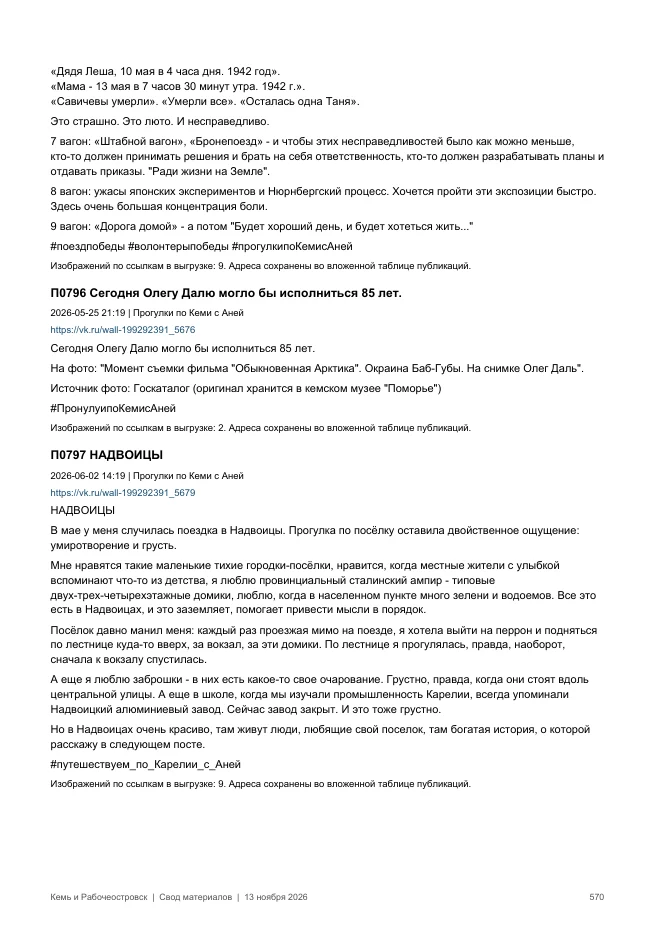 «Дядя Леша, 10 мая в 4 часа дня. 1942 год».
«Мама - 13 мая в 7 часов 30 минут утра. 1942 г.».
«Савичевы умерли». «Умерли все». «Осталась одна Таня».
Это страшно. Это люто. И несправедливо.
7 вагон: «Штабной вагон», «Бронепоезд» - и чтобы этих несправедливостей было как можно меньше,
кто-то должен принимать решения и брать на себя ответственность, кто-то должен разрабатывать планы и
отдавать приказы. "Ради жизни на Земле".
8 вагон: ужасы японских экспериментов и Нюрнбергский процесс. Хочется пройти эти экспозиции быстро.
Здесь очень большая концентрация боли.
9 вагон: «Дорога домой» - а потом "Будет хороший день, и будет хотеться жить..."
#поездпобеды #волонтерыпобеды #прогулкипоКемисАней
Изображений по ссылкам в выгрузке: 9. Адреса сохранены во вложенной таблице публикаций.
П0796 Сегодня Олегу Далю могло бы исполниться 85 лет.
2026-05-25 21:19 | Прогулки по Кеми с Аней
https://vk.ru/wall-199292391_5676
Сегодня Олегу Далю могло бы исполниться 85 лет.
На фото: "Момент съемки фильма "Обыкновенная Арктика". Окраина Баб-Губы. На снимке Олег Даль".
Источник фото: Госкаталог (оригинал хранится в кемском музее "Поморье")
#ПронулуипоКемисАней
Изображений по ссылкам в выгрузке: 2. Адреса сохранены во вложенной таблице публикаций.
П0797 НАДВОИЦЫ
2026-06-02 14:19 | Прогулки по Кеми с Аней
https://vk.ru/wall-199292391_5679
НАДВОИЦЫ
В мае у меня случилась поездка в Надвоицы. Прогулка по посёлку оставила двойственное ощущение:
умиротворение и грусть.
Мне нравятся такие маленькие тихие городки-посёлки, нравится, когда местные жители с улыбкой
вспоминают что-то из детства, я люблю провинциальный сталинский ампир - типовые
двух-трех-четырехэтажные домики, люблю, когда в населенном пункте много зелени и водоемов. Все это
есть в Надвоицах, и это заземляет, помогает привести мысли в порядок.
Посёлок давно манил меня: каждый раз проезжая мимо на поезде, я хотела выйти на перрон и подняться
по лестнице куда-то вверх, за вокзал, за эти домики. По лестнице я прогулялась, правда, наоборот,
сначала к вокзалу спустилась.
А еще я люблю заброшки - в них есть какое-то свое очарование. Грустно, правда, когда они стоят вдоль
центральной улицы. А еще в школе, когда мы изучали промышленность Карелии, всегда упоминали
Надвоицкий алюминиевый завод. Сейчас завод закрыт. И это тоже грустно.
Но в Надвоицах очень красиво, там живут люди, любящие свой поселок, там богатая история, о которой
расскажу в следующем посте.
#путешествуем_по_Карелии_с_Аней
Изображений по ссылкам в выгрузке: 9. Адреса сохранены во вложенной таблице публикаций.
Кемь и Рабочеостровск | Свод материалов | 13 ноября 2026
570